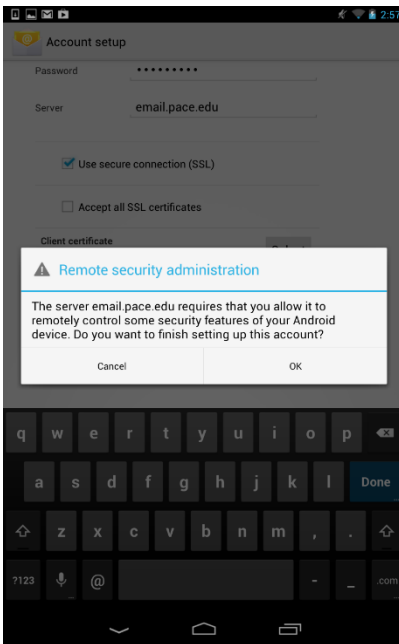 2:57
Account setup
Password
Server email.pace.edu
Use secure connection (SSL)
Accept all SSL certificates
Client certificate
Remote security administration
The server email.pace.edu requires that you allow it to
remotely control some security features of your Android
device. Do you want to finish setting up this account?
Cancel OK
q w e r t y u i o p
a s d f g h j k l Done
z x c v b n m , .
?123 @ - _ .com